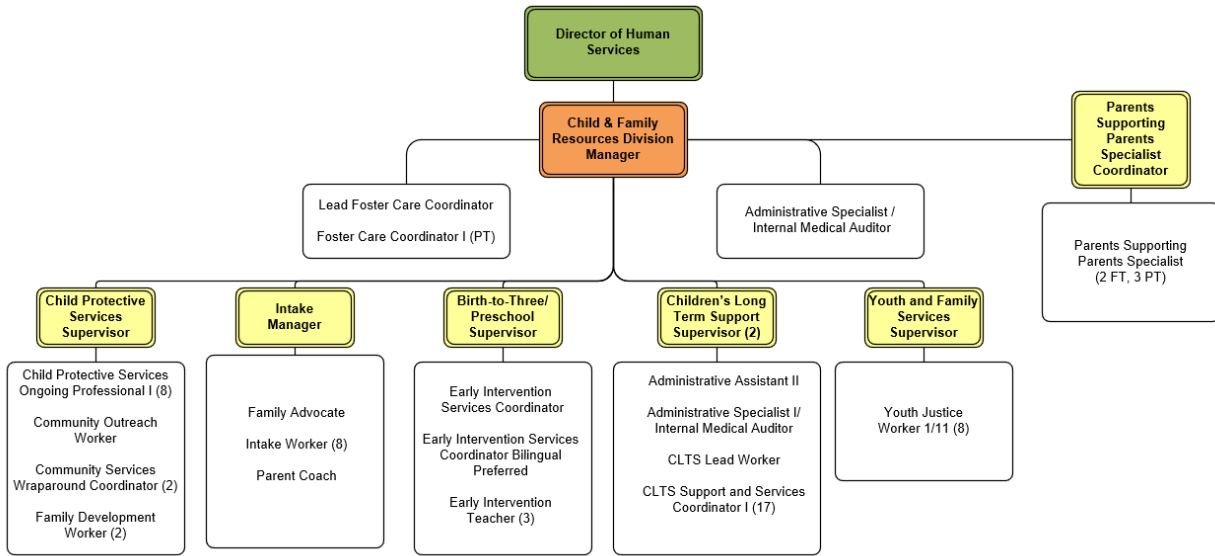 Director of Human
Services
Child & Family
Resources Division
Manager
Parents
Supporting
Parents
Specialist
Coordinator
Lead Foster Care Coordinator
Foster Care Coordinator I (PT)
Administrative Specialist /
Internal Medical Auditor
Parents Supporting
Parents Specialist
(2 FT, 3 PT)
Child Protective
Services
Supervisor
Intake
Manager
Birth-to-Three/
Preschool
Supervisor
Children's Long
Term Support
Supervisor (2)
Youth and Family
Services
Supervisor
Child Protective Services
Ongoing Professional I (8)
Community Outreach
Worker
Community Services
Wraparound Coordinator (2)
Family Development
Worker (2)
Family Advocate
Intake Worker (8)
Parent Coach
Early Intervention
Services Coordinator
Early Intervention Services
Coordinator Bilingual
Preferred
Early Intervention
Teacher (3)
Administrative Assistant II
Administrative Specialist I/
Internal Medical Auditor
CLTS Lead Worker
CLTS Support and Services
Coordinator I (17)
Youth Justice
Worker 1/11 (8)